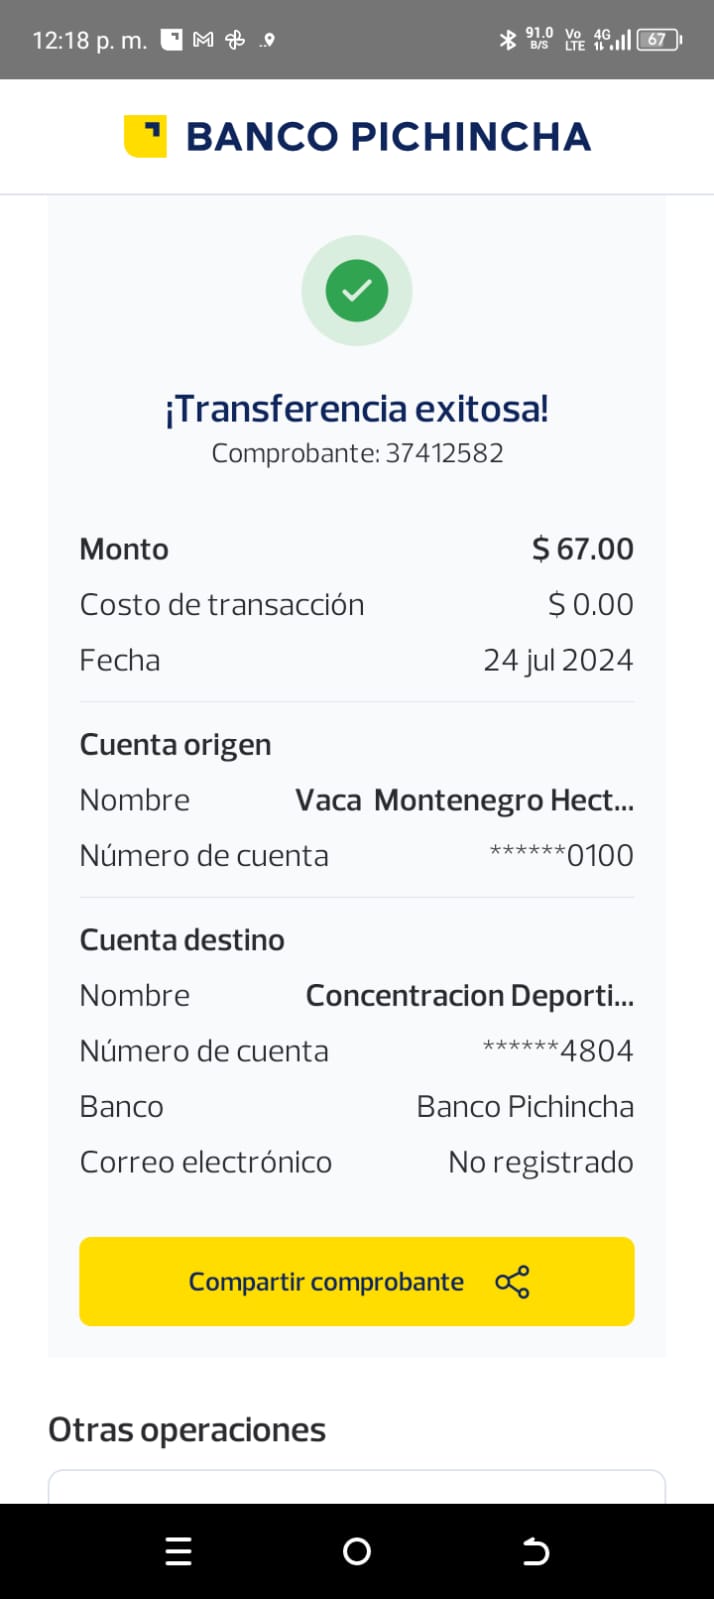 12:18 p. m.
91.0 B/S
Vo LTE
4G
67
BANCO PICHINCHA
¡Transferencia exitosa!
Comprobante: 37412582
Monto $ 67.00
Costo de transacción $ 0.00
Fecha 24 jul 2024
Cuenta origen
Nombre Vaca Montenegro Hect...
Número de cuenta ******0100
Cuenta destino
Nombre Concentracion Deporti...
Número de cuenta ******4804
Banco Banco Pichincha
Correo electrónico No registrado
Compartir comprobante
Otras operaciones